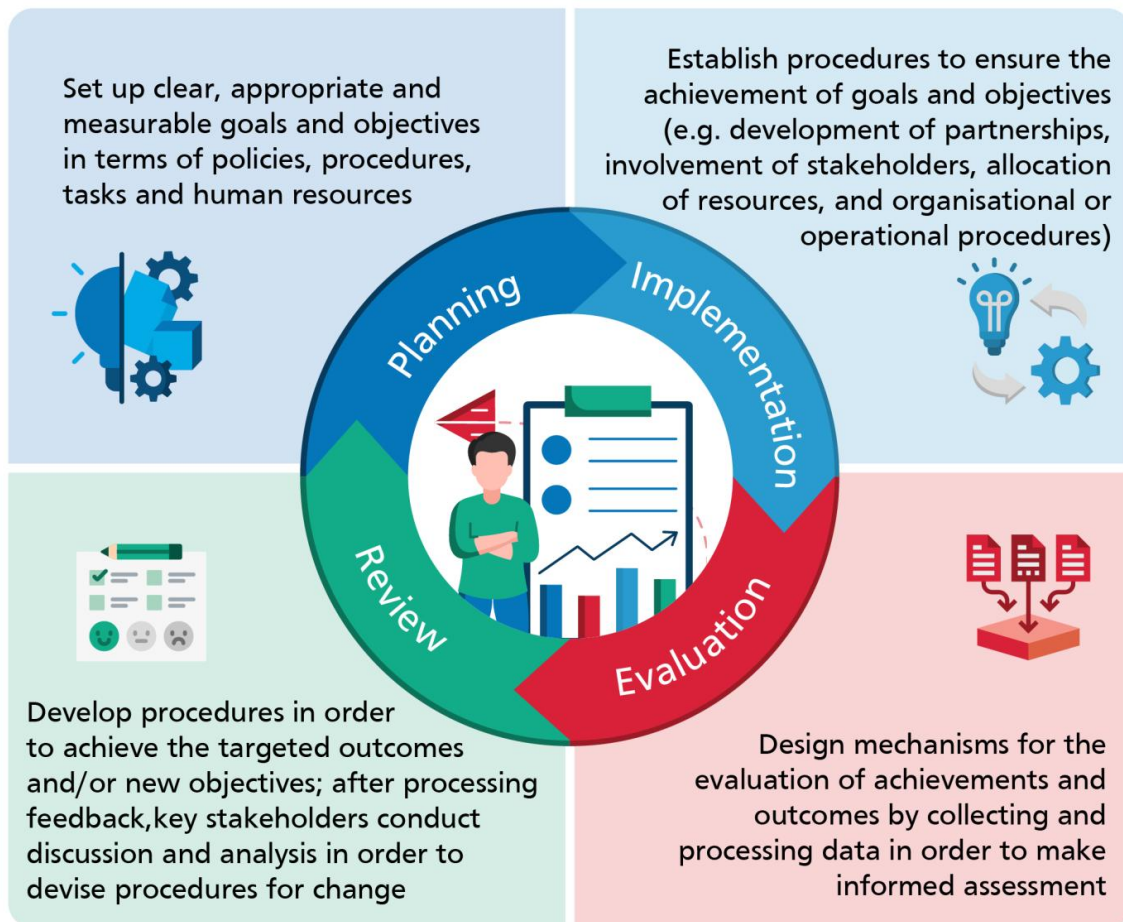 Set up clear, appropriate and
measurable goals and objectives
in terms of policies, procedures,
tasks and human resources
Establish procedures to ensure the
achievement of goals and objectives
(e.g. development of partnerships,
involvement of stakeholders, allocation
of resources, and organisational or
operational procedures)
Planning
Implementation
Review
Evaluation
Develop procedures in order
to achieve the targeted outcomes
and/or new objectives; after processing
feedback,key stakeholders conduct
discussion and analysis in order to
devise procedures for change
Design mechanisms for the
evaluation of achievements and
outcomes by collecting and
processing data in order to make
informed assessment